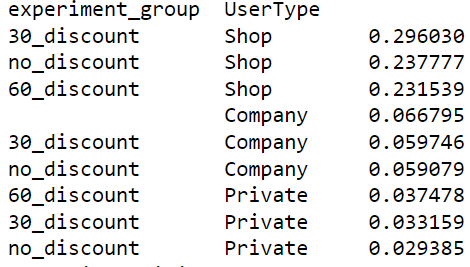 experiment_group UserType
30_discount Shop 0.296030
no_discount Shop 0.237777
60_discount Shop 0.231539
Company 0.066795
30_discount Company 0.059746
no_discount Company 0.059079
60_discount Private 0.037478
30_discount Private 0.033159
no_discount Private 0.029385